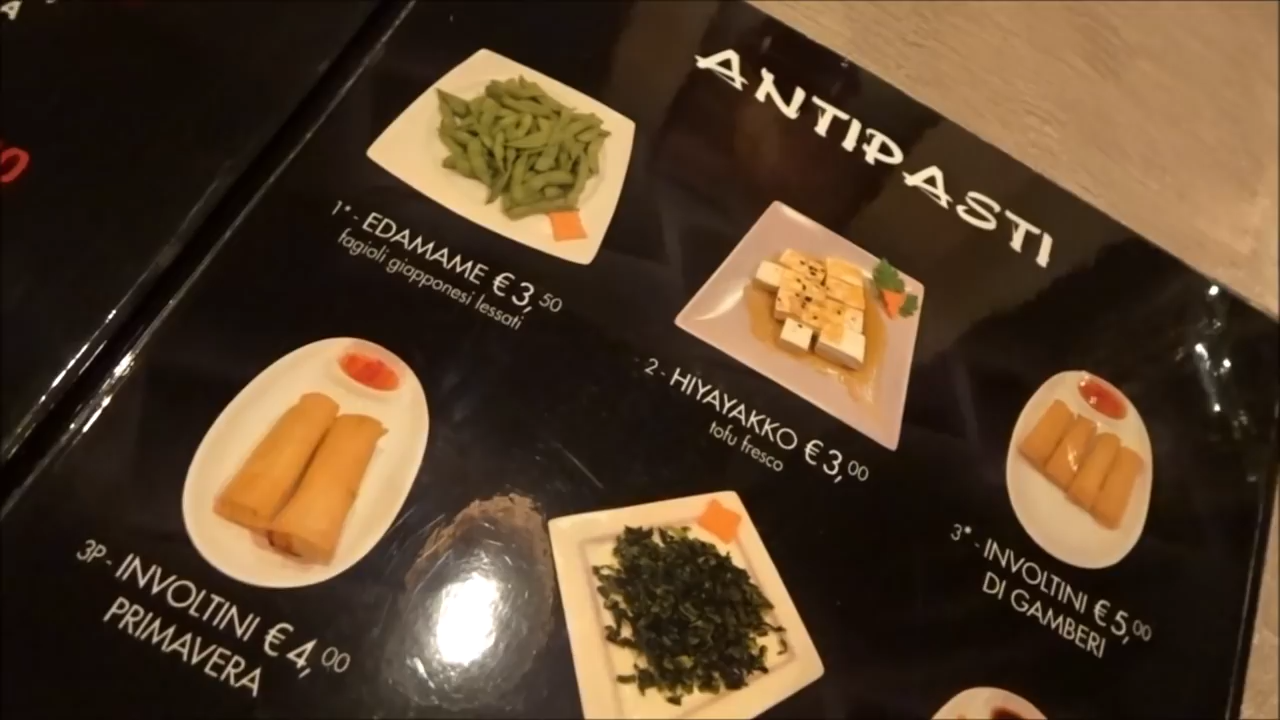 ANTIPASTI
1* - EDAMAME € 3,50
fagioli giapponesi lessati
2 - HIYAYAKKO € 3,00
tofu fresco
3P - INVOLTINI € 4,00
PRIMAVERA
3* - INVOLTINI € 5,00
DI GAMBERI